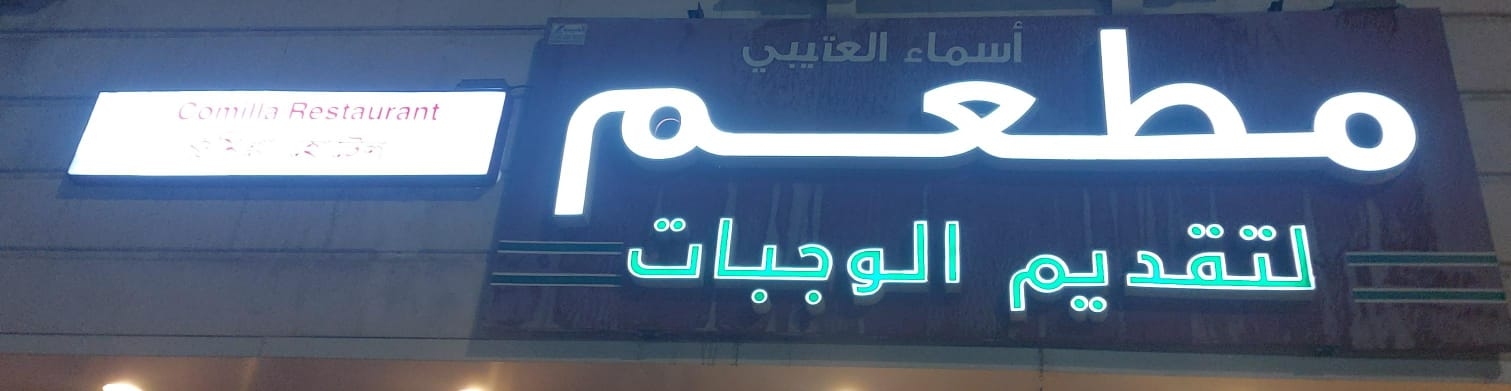 أسماء العتيبي
مطعم
لتقديم الوجبات
Comilla Restaurant